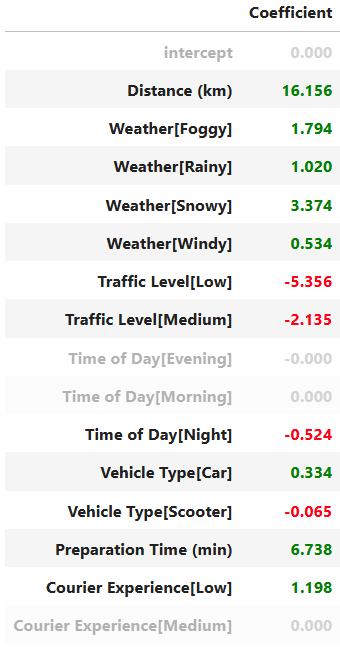 Coefficient
intercept 0.000
Distance (km) 16.156
Weather[Foggy] 1.794
Weather[Rainy] 1.020
Weather[Snowy] 3.374
Weather[Windy] 0.534
Traffic Level[Low] -5.356
Traffic Level[Medium] -2.135
Time of Day[Evening] -0.000
Time of Day[Morning] 0.000
Time of Day[Night] -0.524
Vehicle Type[Car] 0.334
Vehicle Type[Scooter] -0.065
Preparation Time (min) 6.738
Courier Experience[Low] 1.198
Courier Experience[Medium] 0.000